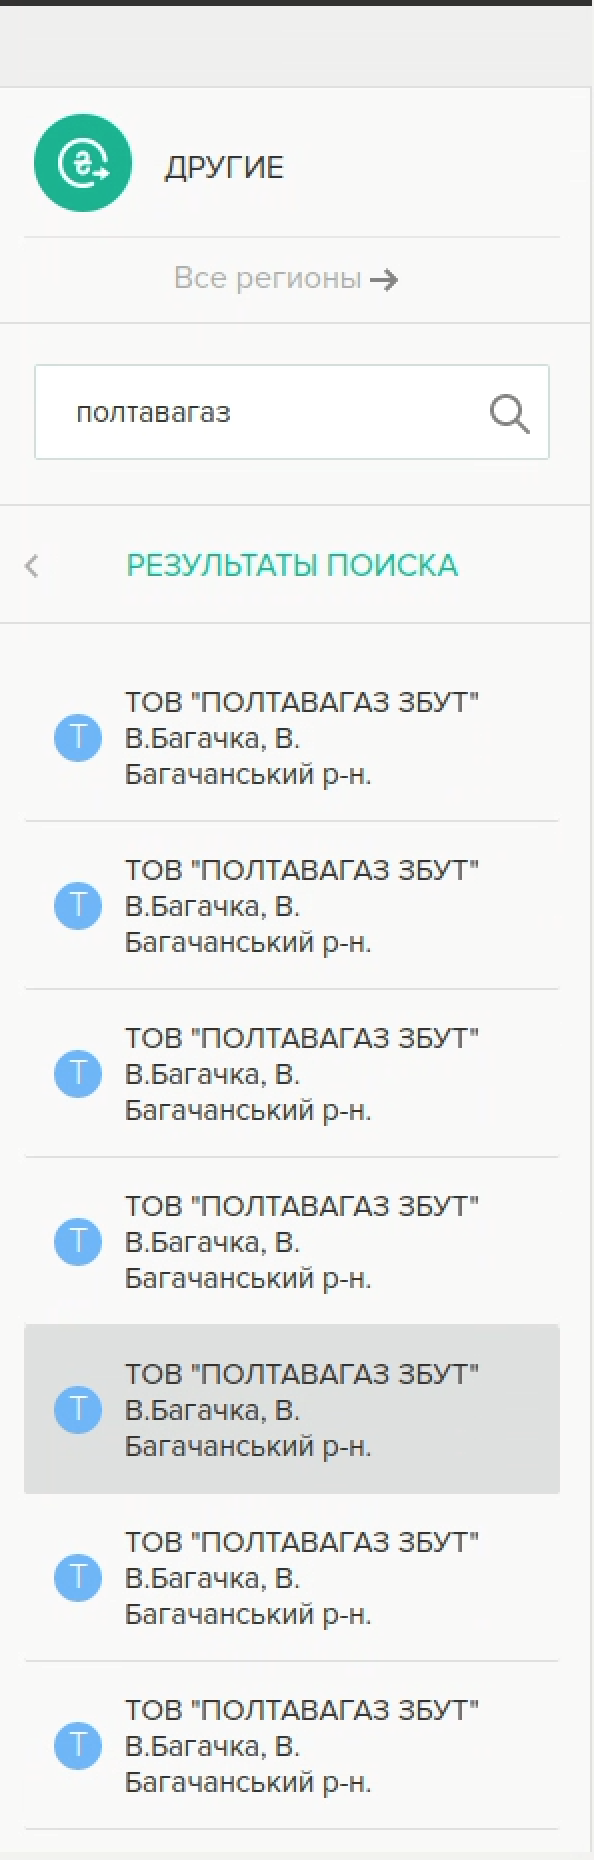 ДРУГИЕ
Все регионы
полтавагаз
РЕЗУЛЬТАТЫ ПОИСКА
ТОВ "ПОЛТАВАГАЗ ЗБУТ"
Т
В.Багачка, В.
Багачанський р-н.
ТОВ "ПОЛТАВАГАЗ ЗБУТ"
Т
В.Багачка, В.
Багачанський р-н.
ТОВ "ПОЛТАВАГАЗ ЗБУТ"
Т
В.Багачка, В.
Багачанський р-н.
ТОВ "ПОЛТАВАГАЗ ЗБУТ"
Т
В.Багачка, В.
Багачанський р-н.
ТОВ "ПОЛТАВАГАЗ ЗБУТ"
Т
В.Багачка, В.
Багачанський р-н.
ТОВ "ПОЛТАВАГАЗ ЗБУТ"
Т
В.Багачка, В.
Багачанський р-н.
ТОВ "ПОЛТАВАГАЗ ЗБУТ"
Т
В.Багачка, В.
Багачанський р-н.